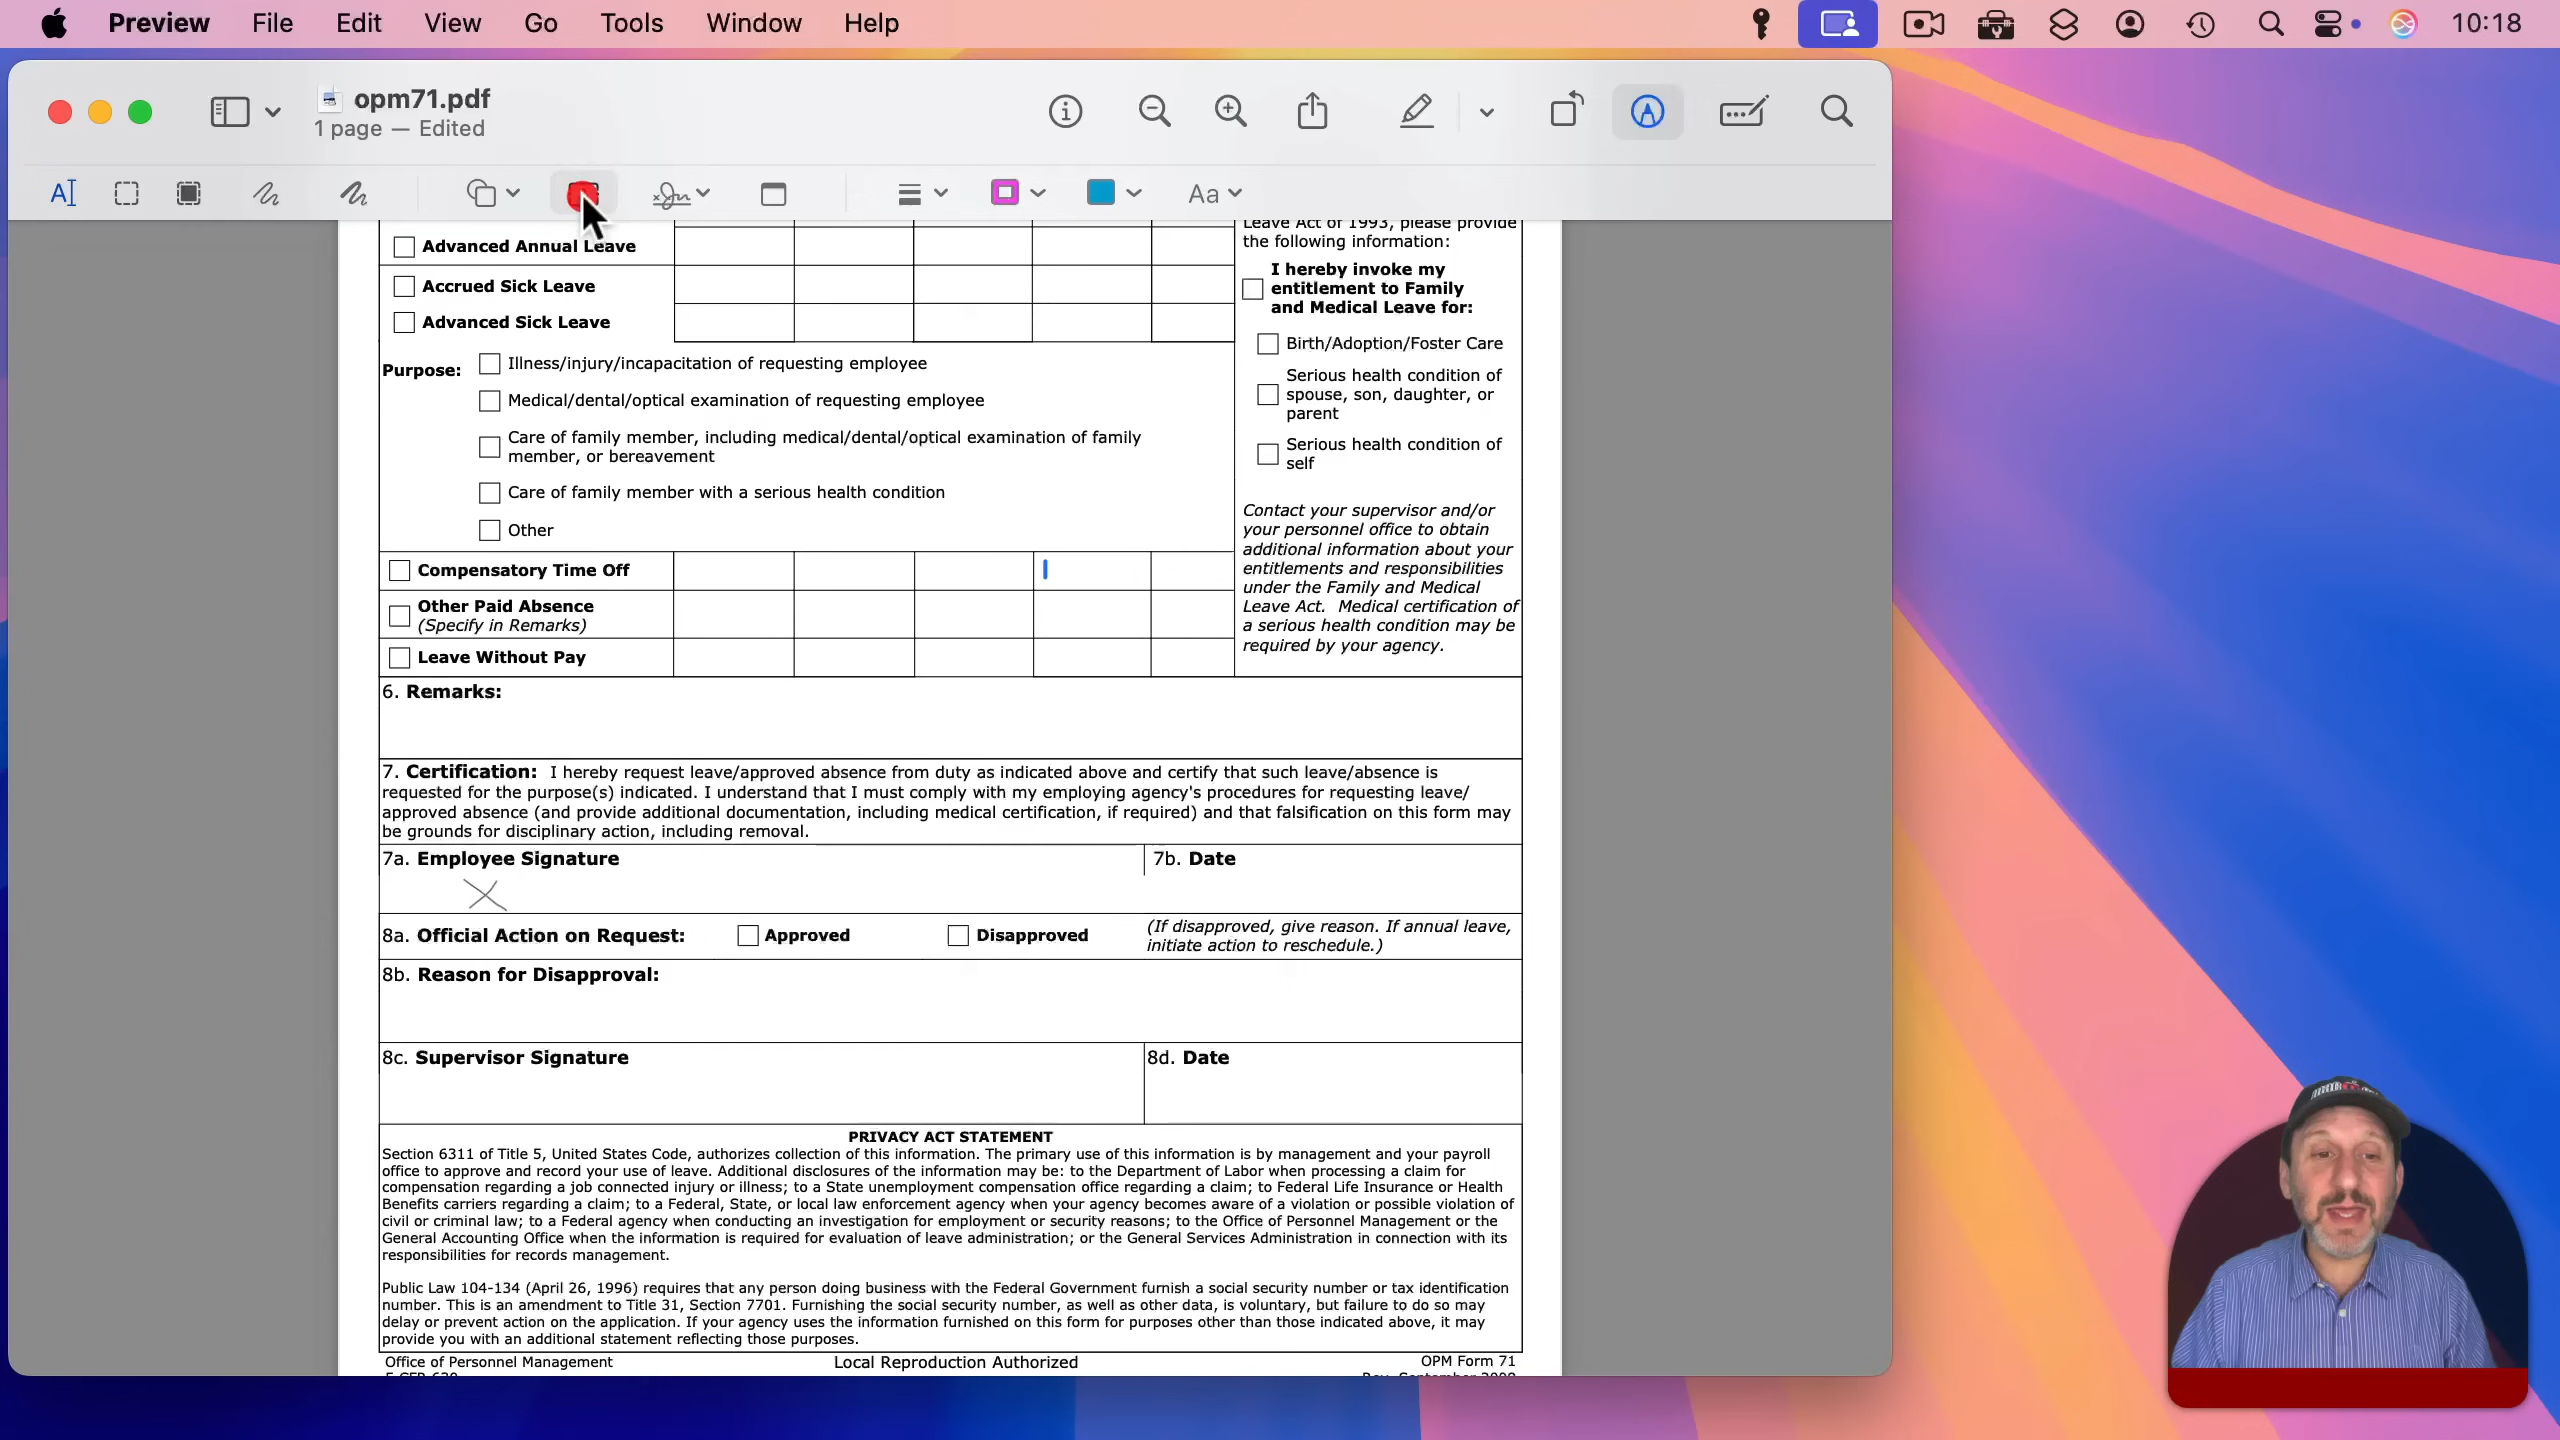 Preview File Edit View Go Tools Window Help 10:18
opm71.pdf
1 page — Edited
Aa
Advanced Annual Leave
Accrued Sick Leave
Advanced Sick Leave
Purpose:
Illness/injury/incapacitation of requesting employee
Medical/dental/optical examination of requesting employee
Care of family member, including medical/dental/optical examination of family
member, or bereavement
Care of family member with a serious health condition
Other
Compensatory Time Off
Other Paid Absence
(Specify in Remarks)
Leave Without Pay
Leave Act of 1993, please provide
the following information:
I hereby invoke my
entitlement to Family
and Medical Leave for:
Birth/Adoption/Foster Care
Serious health condition of
spouse, son, daughter, or
parent
Serious health condition of
self
Contact your supervisor and/or
your personnel office to obtain
additional information about your
entitlements and responsibilities
under the Family and Medical
Leave Act. Medical certification of
a serious health condition may be
required by your agency.
6. Remarks:
7. Certification: I hereby request leave/approved absence from duty as indicated above and certify that such leave/absence is
requested for the purpose(s) indicated. I understand that I must comply with my employing agency's procedures for requesting leave/
approved absence (and provide additional documentation, including medical certification, if required) and that falsification on this form may
be grounds for disciplinary action, including removal.
7a. Employee Signature
7b. Date
8a. Official Action on Request:
Approved
Disapproved
(If disapproved, give reason. If annual leave,
initiate action to reschedule.)
8b. Reason for Disapproval:
8c. Supervisor Signature
8d. Date
PRIVACY ACT STATEMENT
Section 6311 of Title 5, United States Code, authorizes collection of this information. The primary use of this information is by management and your payroll
office to approve and record your use of leave. Additional disclosures of the information may be: to the Department of Labor when processing a claim for
compensation regarding a job connected injury or illness; to a State unemployment compensation office regarding a claim; to Federal Life Insurance or Health
Benefits carriers regarding a claim; to a Federal, State, or local law enforcement agency when your agency becomes aware of a violation or possible violation of
civil or criminal law; to a Federal agency when conducting an investigation for employment or security reasons; to the Office of Personnel Management or the
General Accounting Office when the information is required for evaluation of leave administration; or the General Services Administration in connection with its
responsibilities for records management.
Public Law 104-134 (April 26, 1996) requires that any person doing business with the Federal Government furnish a social security number or tax identification
number. This is an amendment to Title 31, Section 7701. Furnishing the social security number, as well as other data, is voluntary, but failure to do so may
delay or prevent action on the application. If your agency uses the information furnished on this form for purposes other than those indicated above, it may
provide you with an additional statement reflecting those purposes.
Office of Personnel Management
Local Reproduction Authorized
OPM Form 71